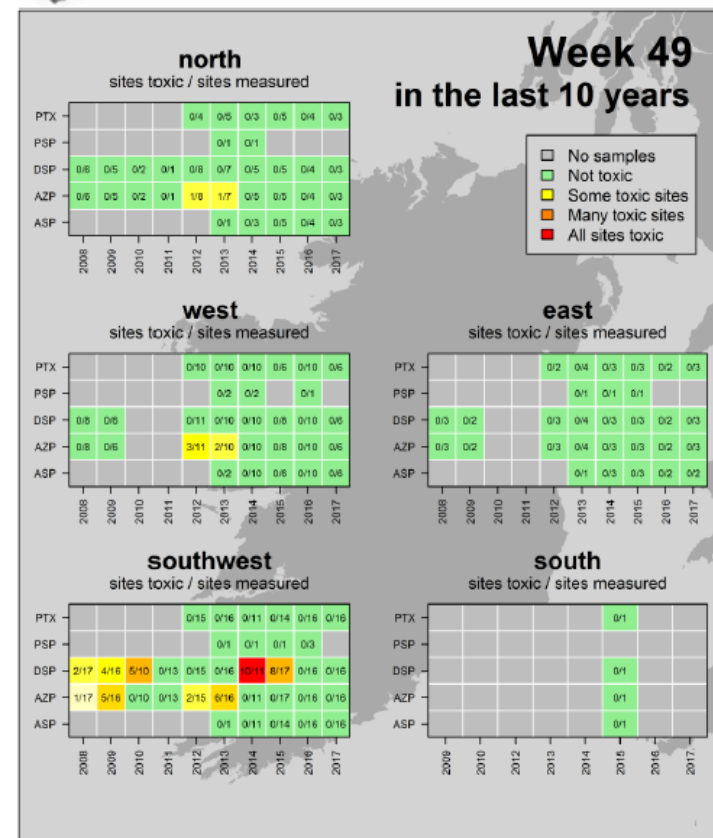 Week 49
in the last 10 years
No samples
Not toxic
Some toxic sites
Many toxic sites
All sites toxic
north
sites toxic / sites measured
PTX 0/4 0/5 0/3 0/5 0/4 0/3
PSP 0/1 0/1
DSP 0/6 0/5 0/2 0/1 0/8 0/7 0/5 0/5 0/4 0/3
AZP 0/6 0/5 0/2 0/1 1/8 1/7 0/5 0/5 0/4 0/3
ASP 0/1 0/3 0/5 0/4 0/3
2008 2009 2010 2011 2012 2013 2014 2015 2016 2017
west
sites toxic / sites measured
PTX 0/10 0/10 0/10 0/6 0/10 0/6
PSP 0/2 0/2 0/1
DSP 0/8 0/6 0/11 0/10 0/10 0/8 0/10 0/6
AZP 0/8 0/6 3/11 2/10 0/10 0/8 0/10 0/6
ASP 0/2 0/10 0/6 0/10 0/6
2008 2009 2010 2011 2012 2013 2014 2015 2016 2017
east
sites toxic / sites measured
PTX 0/2 0/4 0/3 0/3 0/2 0/3
PSP 0/1 0/1 0/1
DSP 0/3 0/2 0/3 0/4 0/3 0/3 0/2 0/3
AZP 0/3 0/2 0/3 0/4 0/3 0/3 0/2 0/3
ASP 0/1 0/3 0/3 0/2 0/2
2008 2009 2010 2011 2012 2013 2014 2015 2016 2017
southwest
sites toxic / sites measured
PTX 0/15 0/16 0/11 0/14 0/16 0/16
PSP 0/1 0/1 0/1 0/3
DSP 2/17 4/16 5/10 0/13 0/15 0/16 10/11 8/17 0/16 0/16
AZP 1/17 5/16 0/10 0/13 2/15 6/16 0/11 0/17 0/16 0/16
ASP 0/1 0/11 0/14 0/16 0/16
2008 2009 2010 2011 2012 2013 2014 2015 2016 2017
south
sites toxic / sites measured
PTX 0/1
PSP
DSP 0/1
AZP 0/1
ASP 0/1
2009 2010 2012 2013 2014 2015 2016 2017